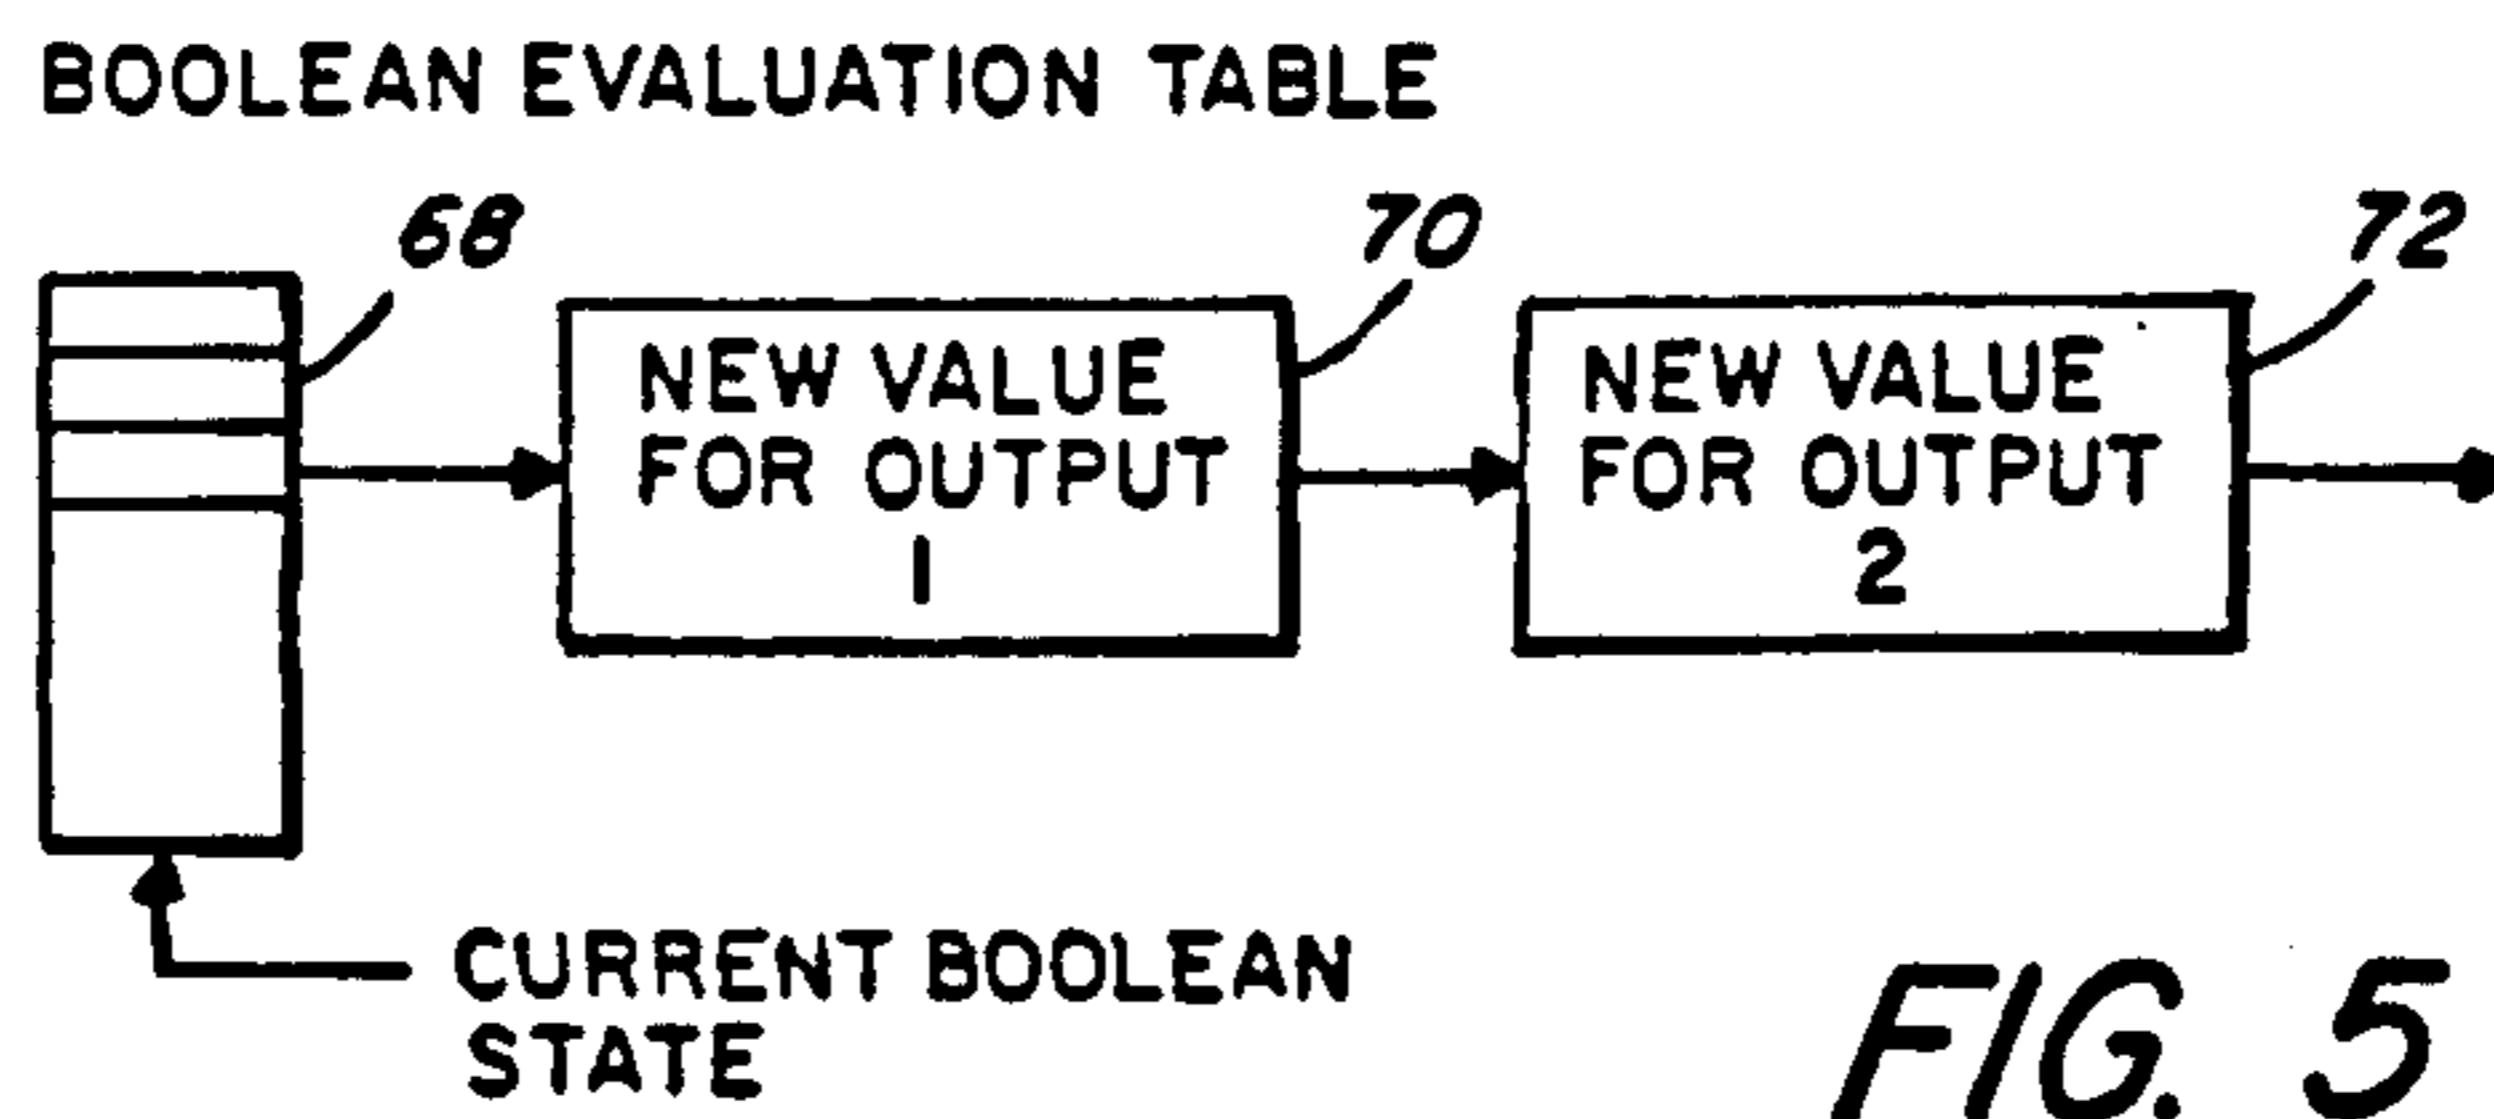 BOOLEAN EVALUATION TABLE
68
70
72
NEW VALUE
FOR OUTPUT
1
NEW VALUE
FOR OUTPUT
2
CURRENT BOOLEAN
STATE
FIG. 5